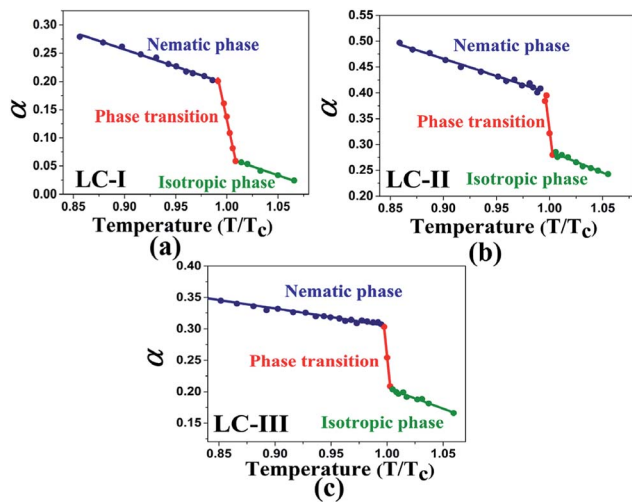 0.30
0.25
0.20
0.15
0.10
0.05
0.00
α
Nematic phase
Phase transition
Isotropic phase
LC-I
0.85 0.90 0.95 1.00 1.05
Temperature (T/Tc)
(a)
0.55
0.50
0.45
0.40
0.35
0.30
0.25
0.20
α
Nematic phase
Phase transition
Isotropic phase
LC-II
0.85 0.90 0.95 1.00 1.05
Temperature (T/Tc)
(b)
0.40
0.35
0.30
0.25
0.20
0.15
α
Nematic phase
Phase transition
Isotropic phase
LC-III
0.85 0.90 0.95 1.00 1.05
Temperature (T/Tc)
(c)